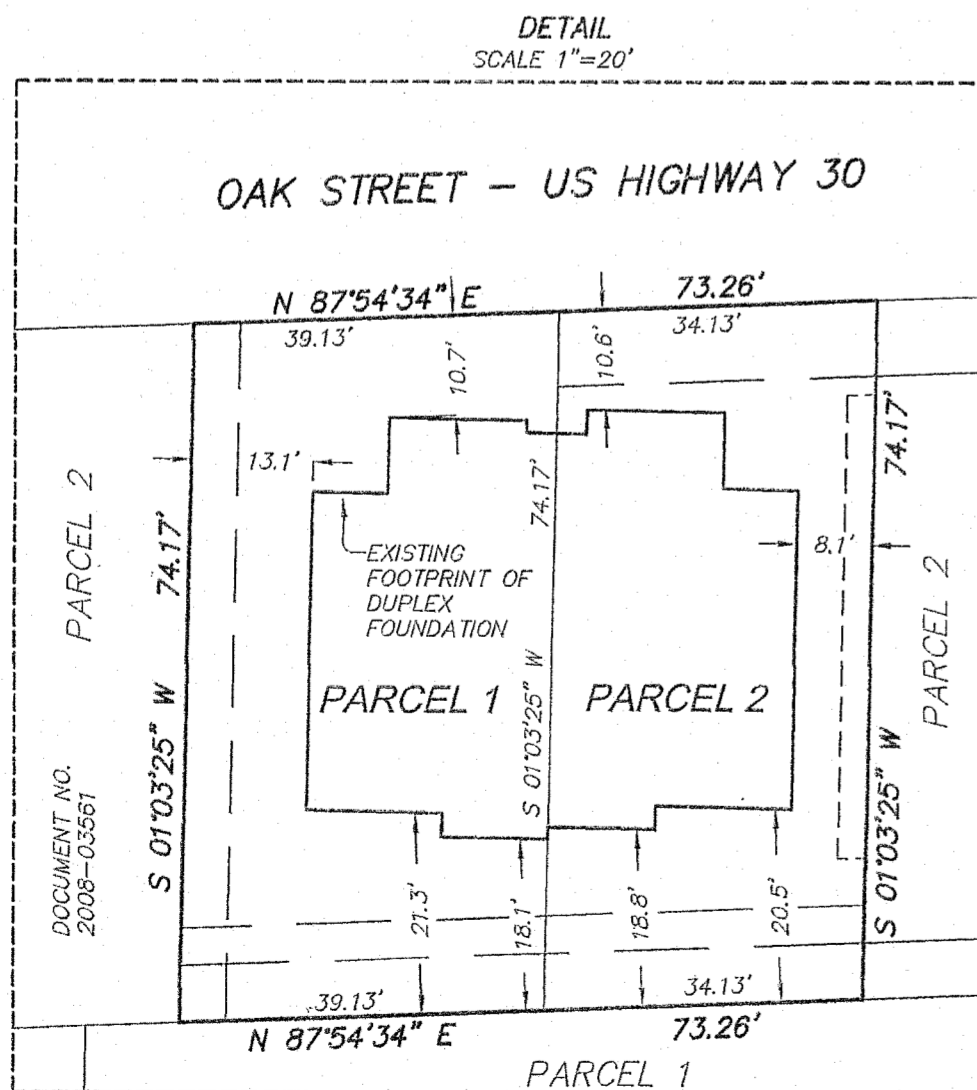 DETAIL
SCALE 1"=20'
OAK STREET – US HIGHWAY 30
N 87°54'34" E
73.26'
39.13'
34.13'
10.7'
10.6'
13.1'
74.17'
74.17'
8.1'
PARCEL 2
74.17'
S 01°03'25" W
EXISTING
FOOTPRINT OF
DUPLEX
FOUNDATION
PARCEL 1
S 01°03'25" W
PARCEL 2
PARCEL 2
S 01°03'25" W
DOCUMENT NO.
2008–03561
21.3'
18.1'
18.8'
20.5'
39.13'
34.13'
N 87°54'34" E
73.26'
PARCEL 1